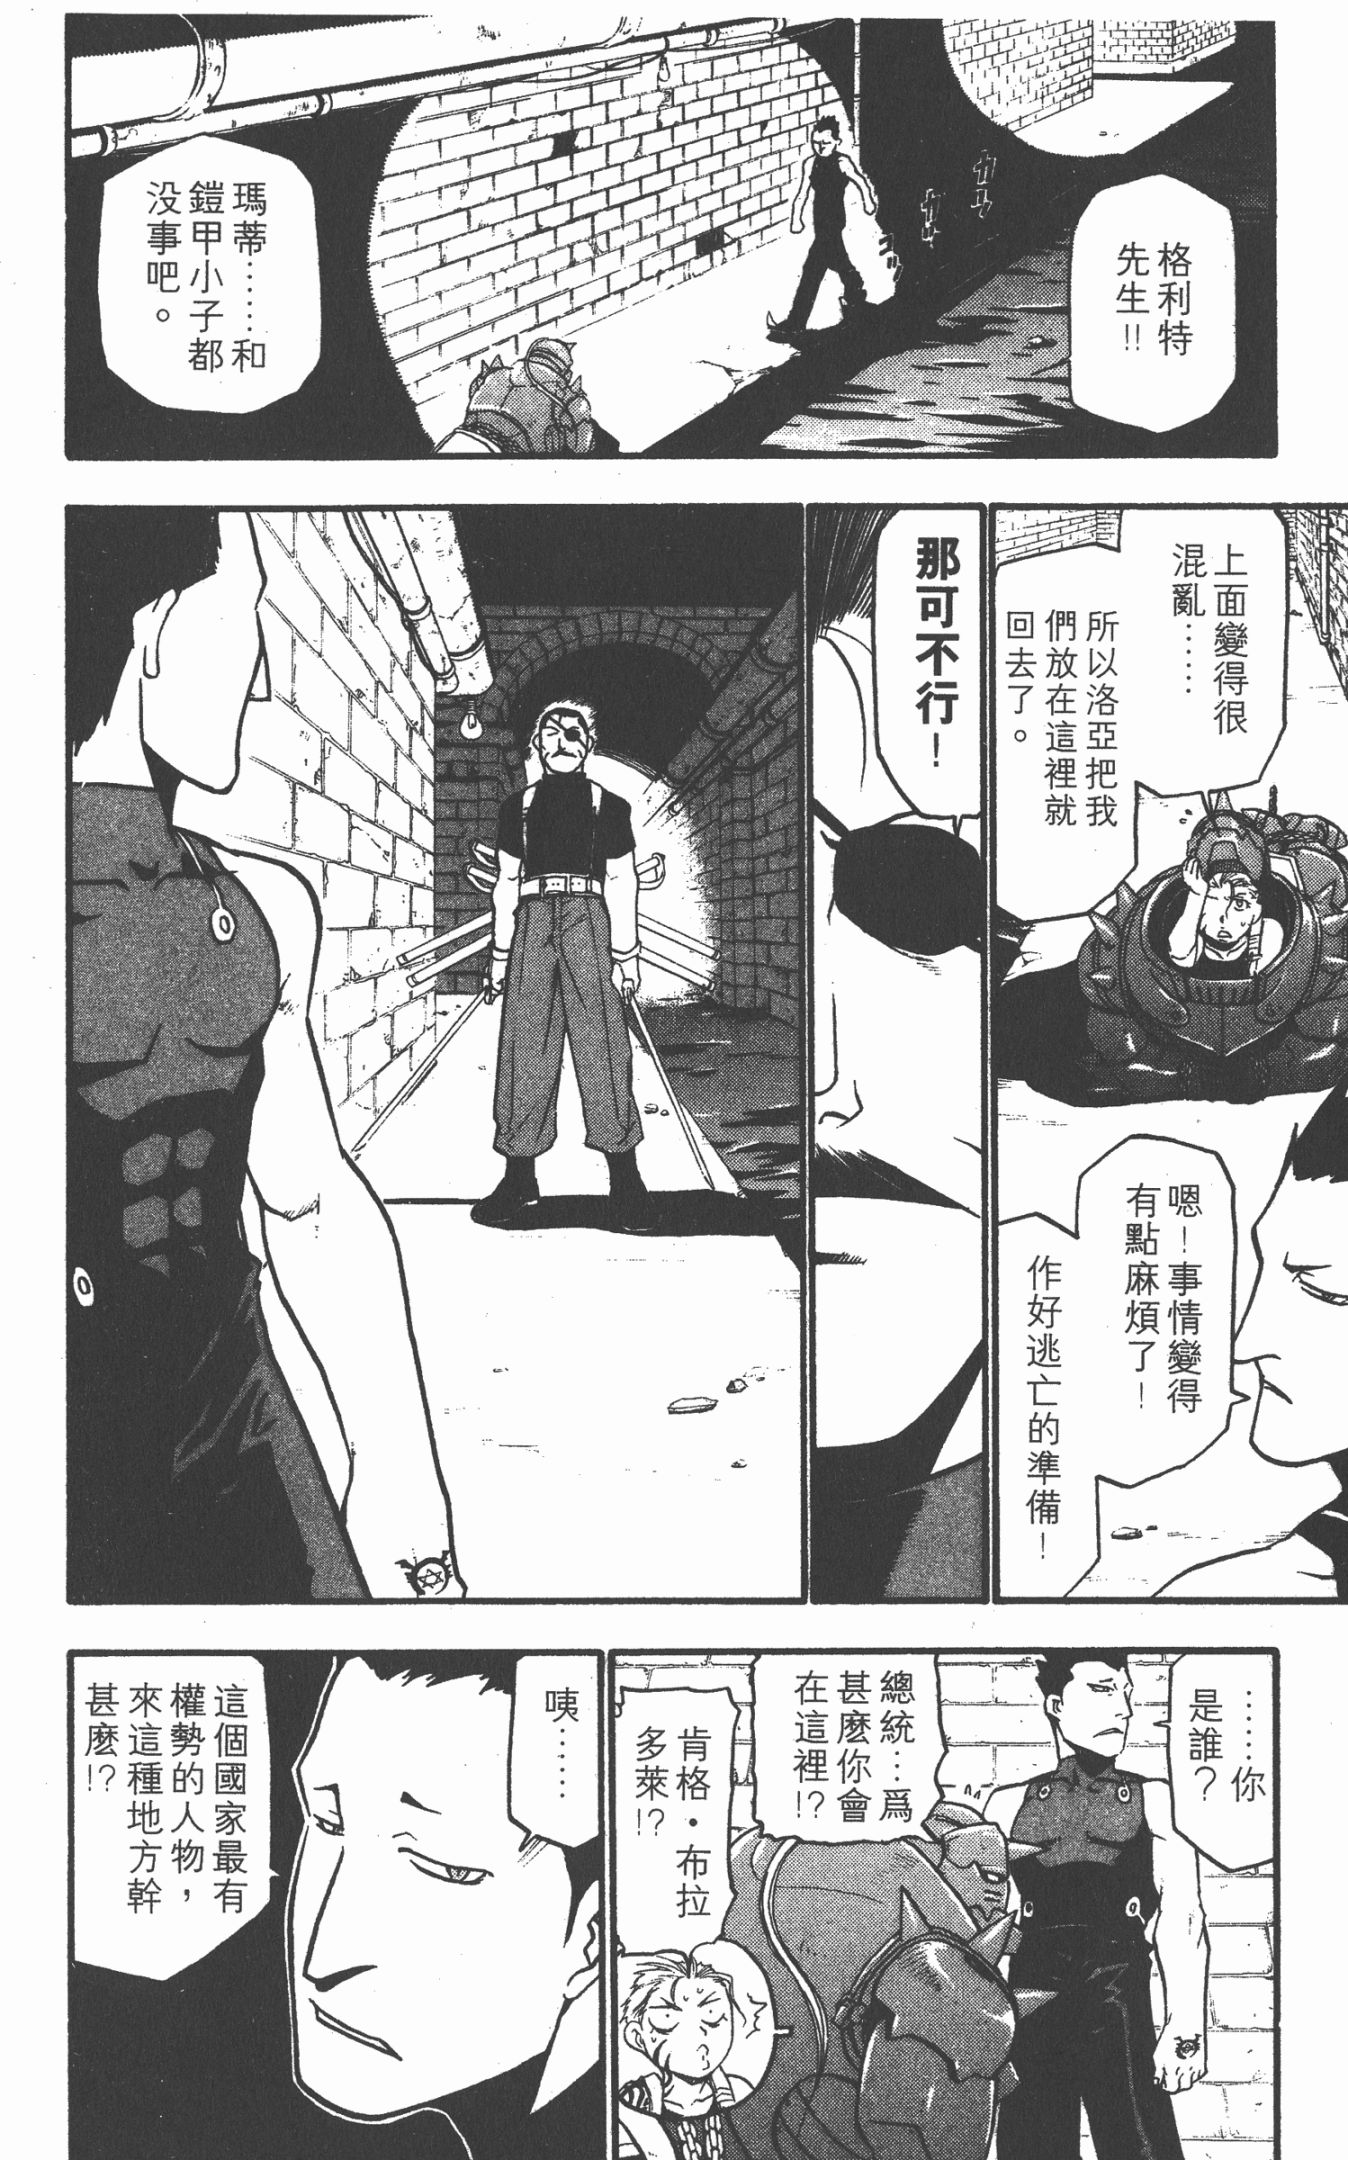 格利特
先生!!
ガ
ガ
瑪蒂……和
鎧甲小子都
没事吧。
上面變得很
混亂……
所以洛亞把我
們放在這裡就
回去了。
嗯！事情變得
有點麻煩了！
作好逃亡的準備！
那可不行！
……你
是誰？
總統…爲
甚麼你會
在這裡!?
肯格・布拉
多萊!?
咦……
這個國家最有
權勢的人物，
來這種地方幹
甚麼!?